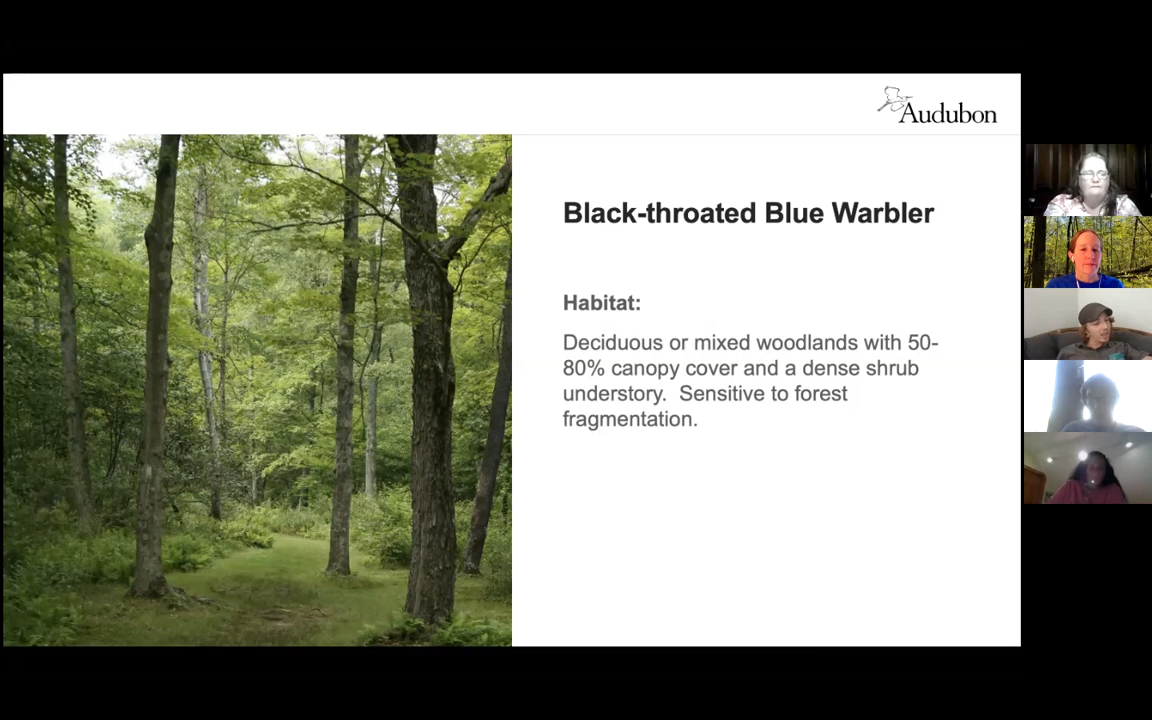 Audubon
Black-throated Blue Warbler
Habitat:
Deciduous or mixed woodlands with 50-
80% canopy cover and a dense shrub
understory.  Sensitive to forest
fragmentation.